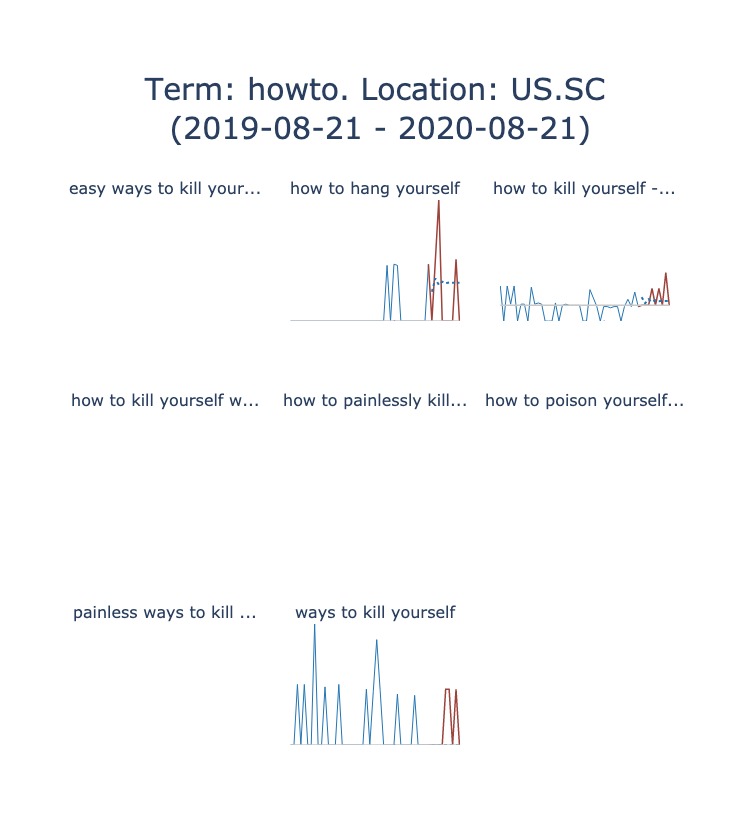 Term: howto. Location: US.SC
(2019-08-21 - 2020-08-21)
easy ways to kill your...
how to hang yourself
how to kill yourself -...
how to kill yourself w...
how to painlessly kill...
how to poison yourself...
painless ways to kill ...
ways to kill yourself